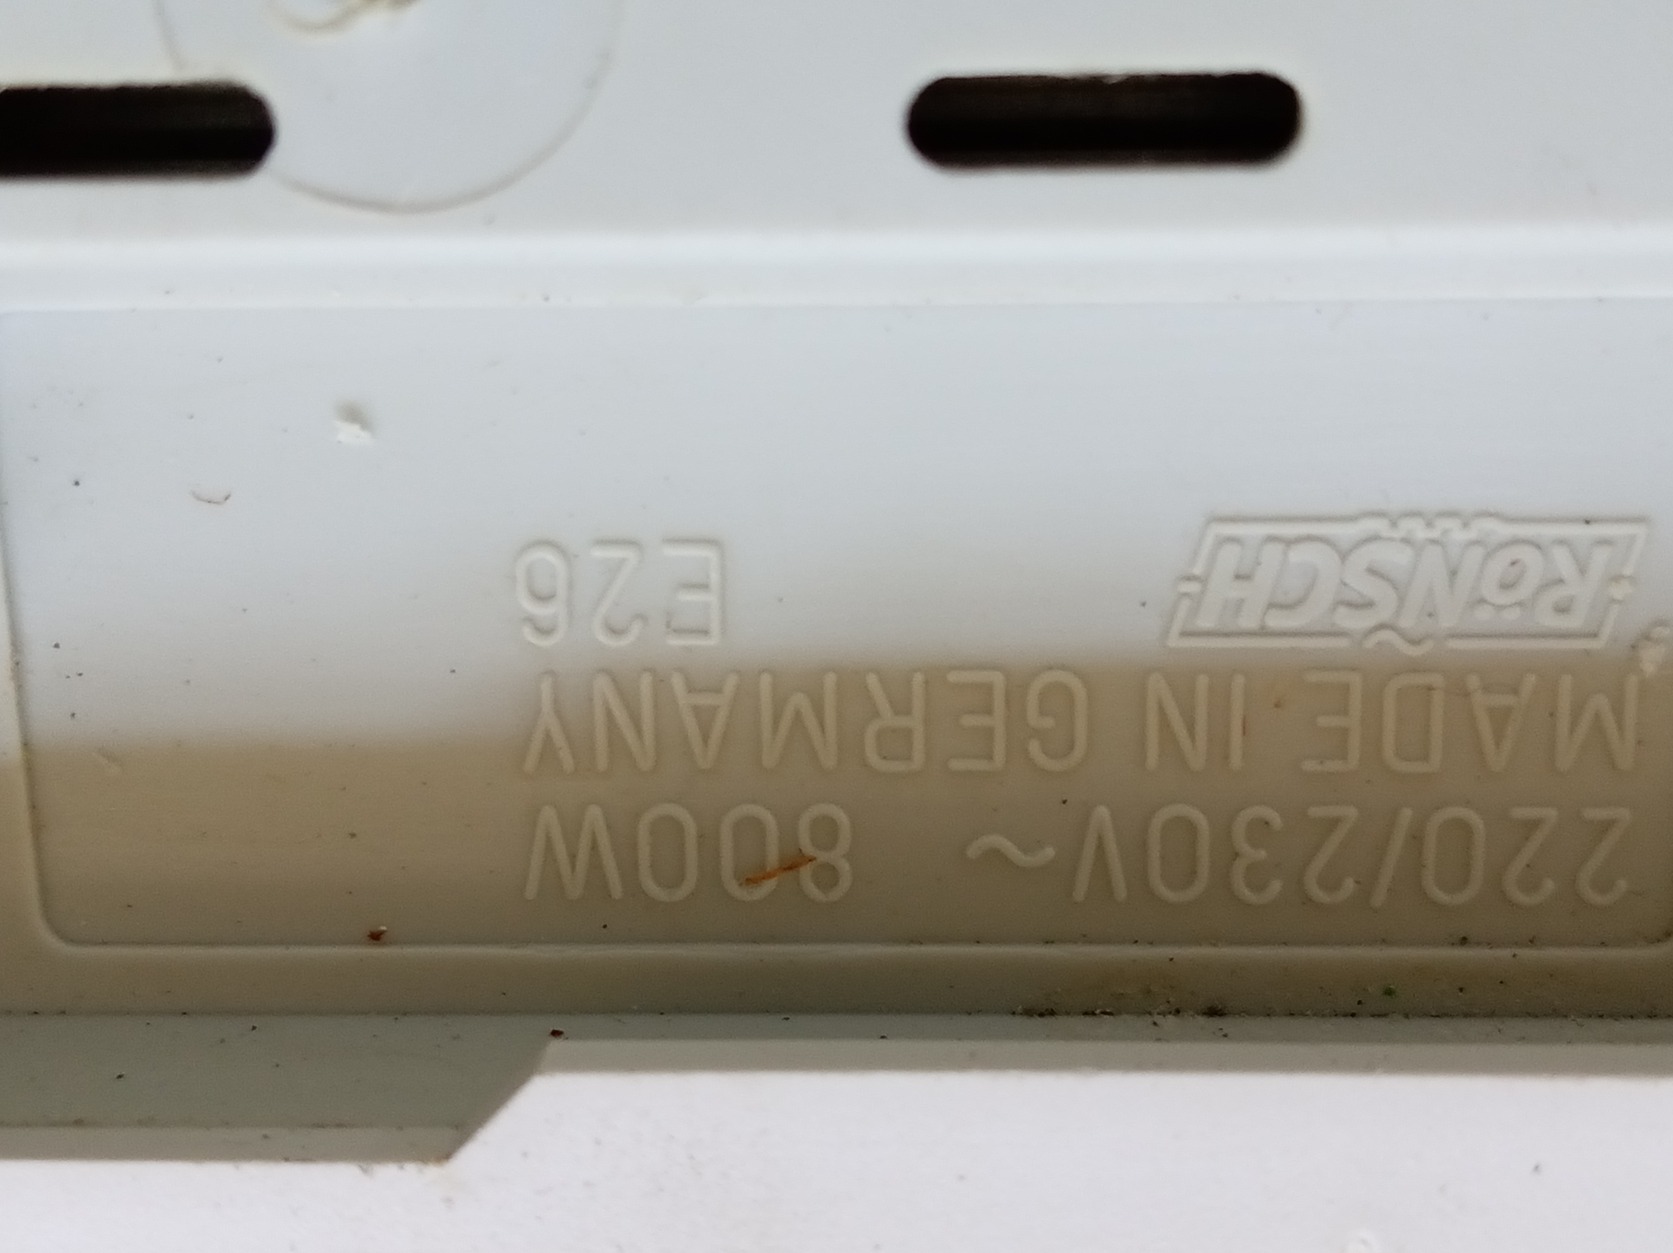 220/230V ~ 800W
MADE IN GERMANY
RÖNSCH E26